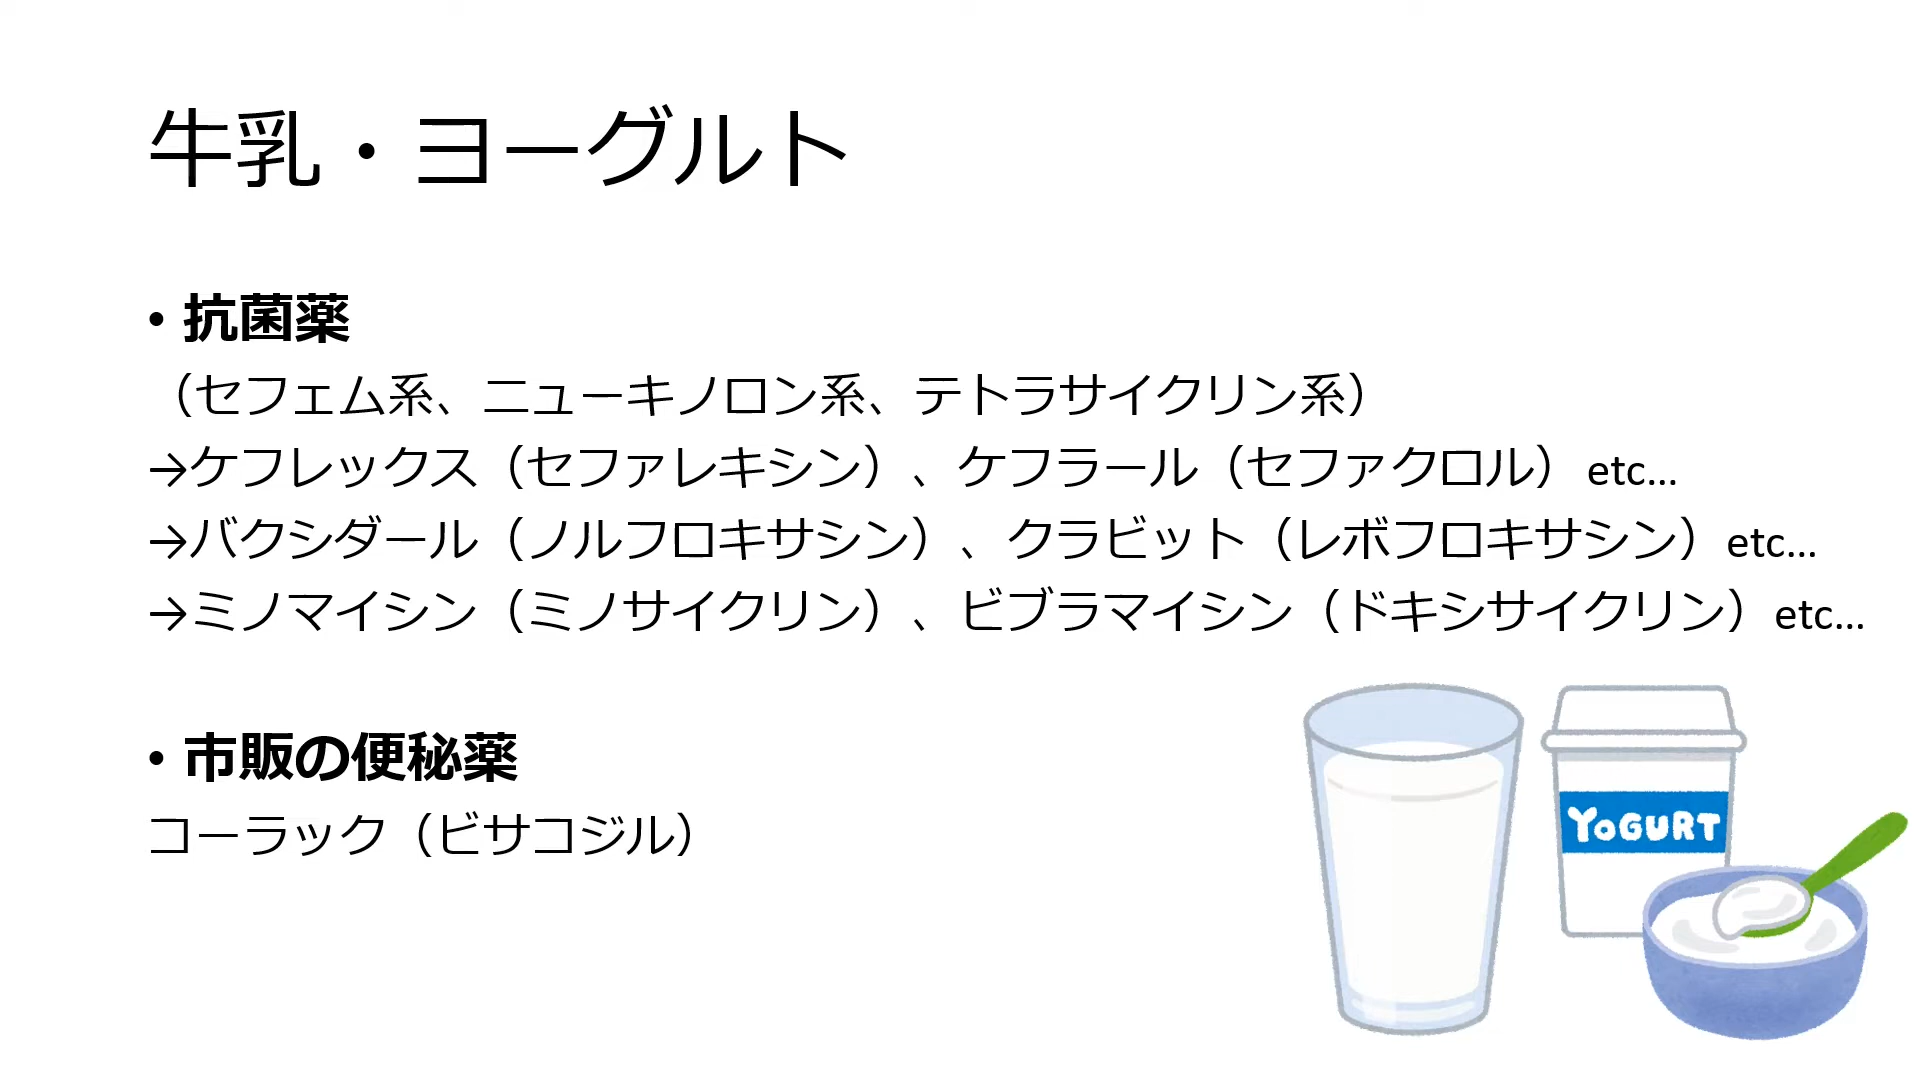 牛乳・ヨーグルト
• 抗菌薬
（セフェム系、ニューキノロン系、テトラサイクリン系）
→ケフレックス（セファレキシン）、ケフラール（セファクロル）etc…
→バクシダール（ノルフロキサシン）、クラビット（レボフロキサシン）etc…
→ミノマイシン（ミノサイクリン）、ビブラマイシン（ドキシサイクリン）etc…
• 市販の便秘薬
コーラック（ビサコジル）
YOGURT